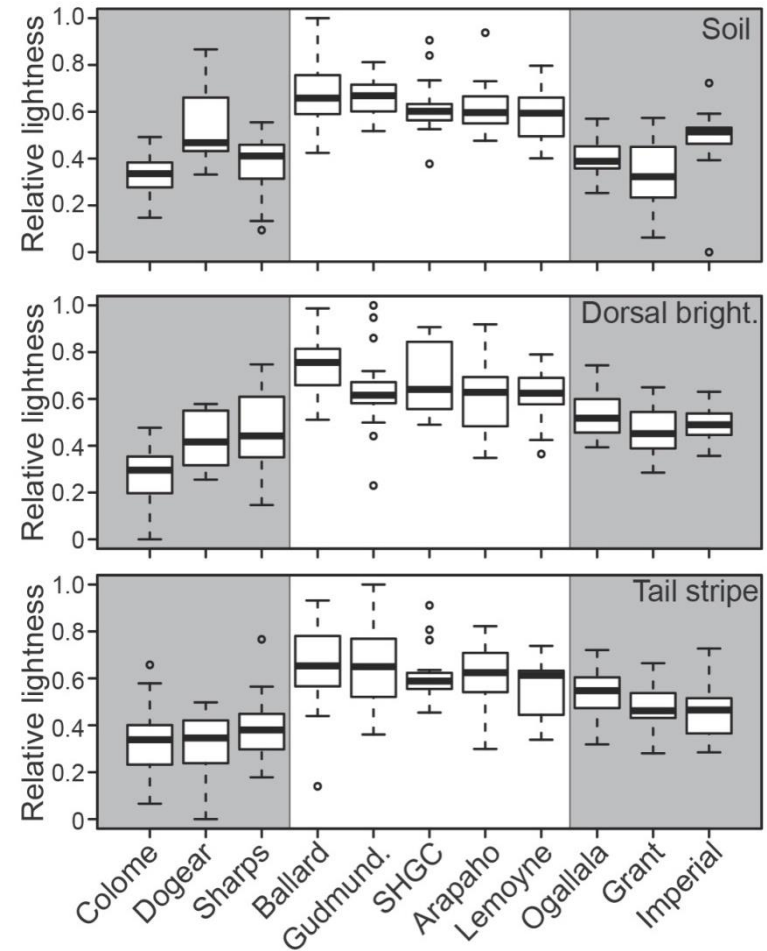 Soil
Relative lightness
1.0
0.8
0.6
0.4
0.2
0
Dorsal bright.
Relative lightness
1.0
0.8
0.6
0.4
0.2
0
Tail stripe
Relative lightness
1.0
0.8
0.6
0.4
0.2
0
Colome
Dogear
Sharps
Ballard
Gudmund.
SHGC
Arapaho
Lemoyne
Ogallala
Grant
Imperial